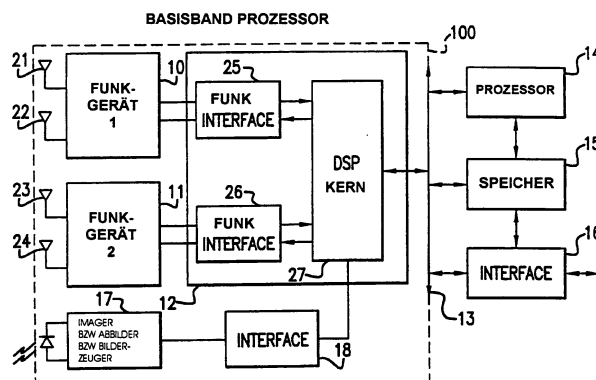 BASISBAND PROZESSOR
100
21
22
FUNK-
GERÄT
1
10
25
FUNK
INTERFACE
DSP
KERN
27
14
PROZESSOR
15
SPEICHER
16
INTERFACE
13
23
24
FUNK-
GERÄT
2
11
26
FUNK
INTERFACE
12
17
IMAGER
BZW ABBILDER
BZW BILDER-
ZEUGER
INTERFACE
18